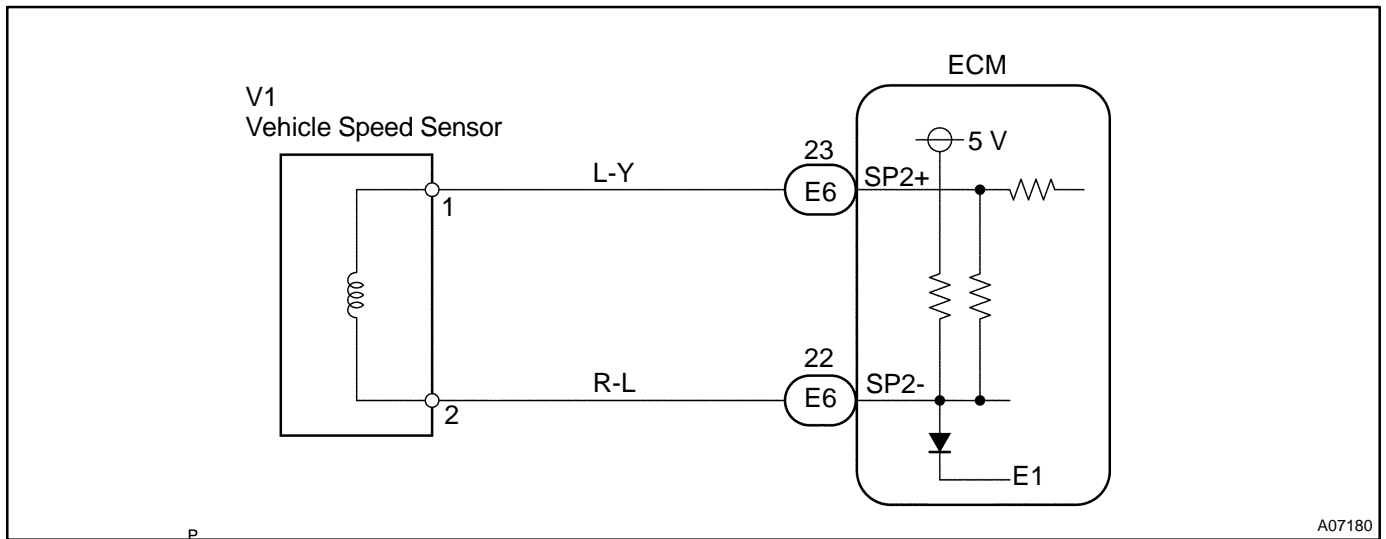 ECM
V1
Vehicle Speed Sensor
5 V
23
L-Y
SP2+
E6
1
22
R-L
SP2-
E6
2
E1
P
A07180